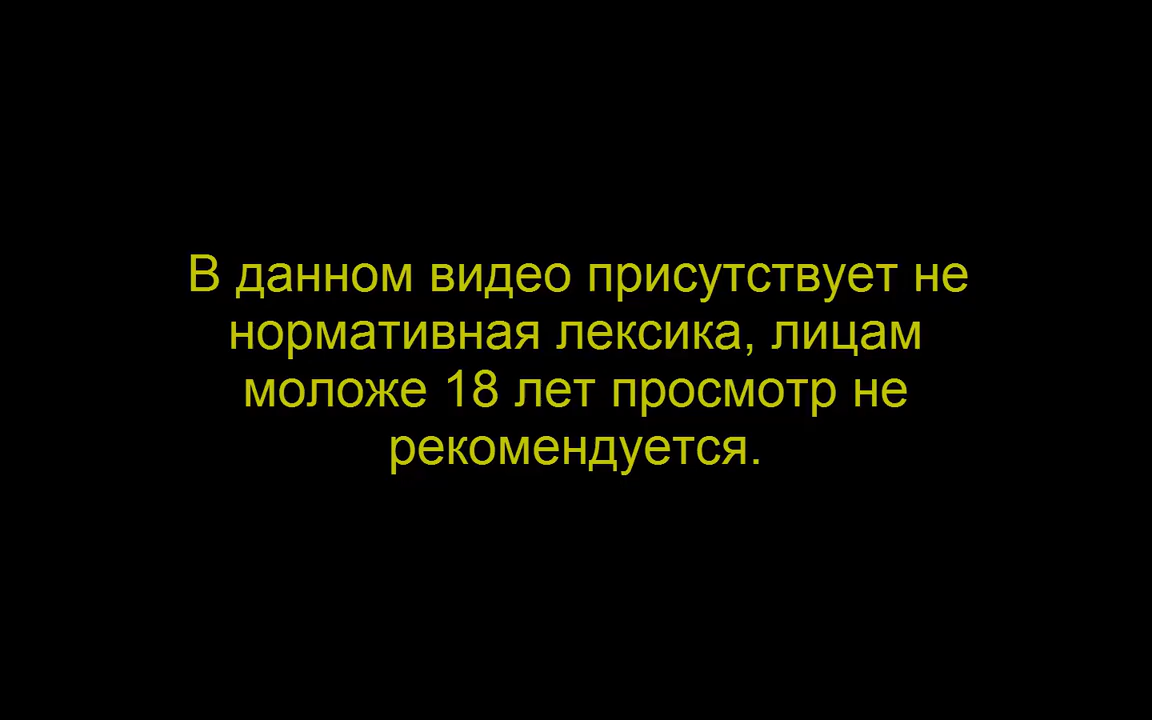 В данном видео присутствует не
нормативная лексика, лицам
моложе 18 лет просмотр не
рекомендуется.